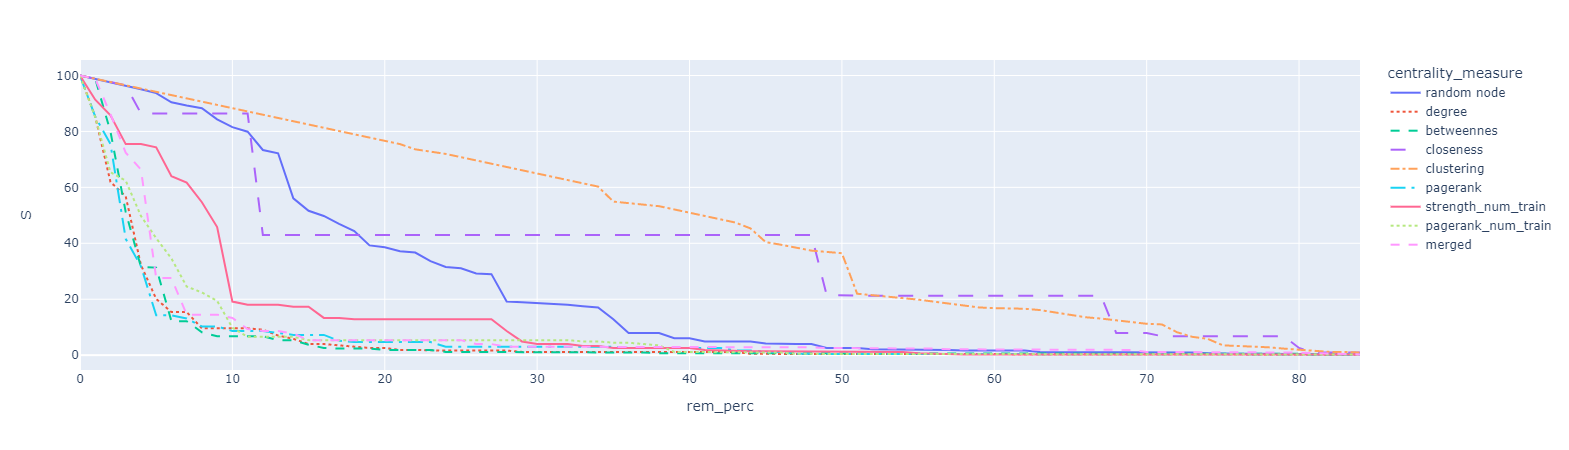 centrality_measure
random node
degree
betweennes
closeness
clustering
pagerank
strength_num_train
pagerank_num_train
merged
S
100
80
60
40
20
0
0 10 20 30 40 50 60 70 80
rem_perc